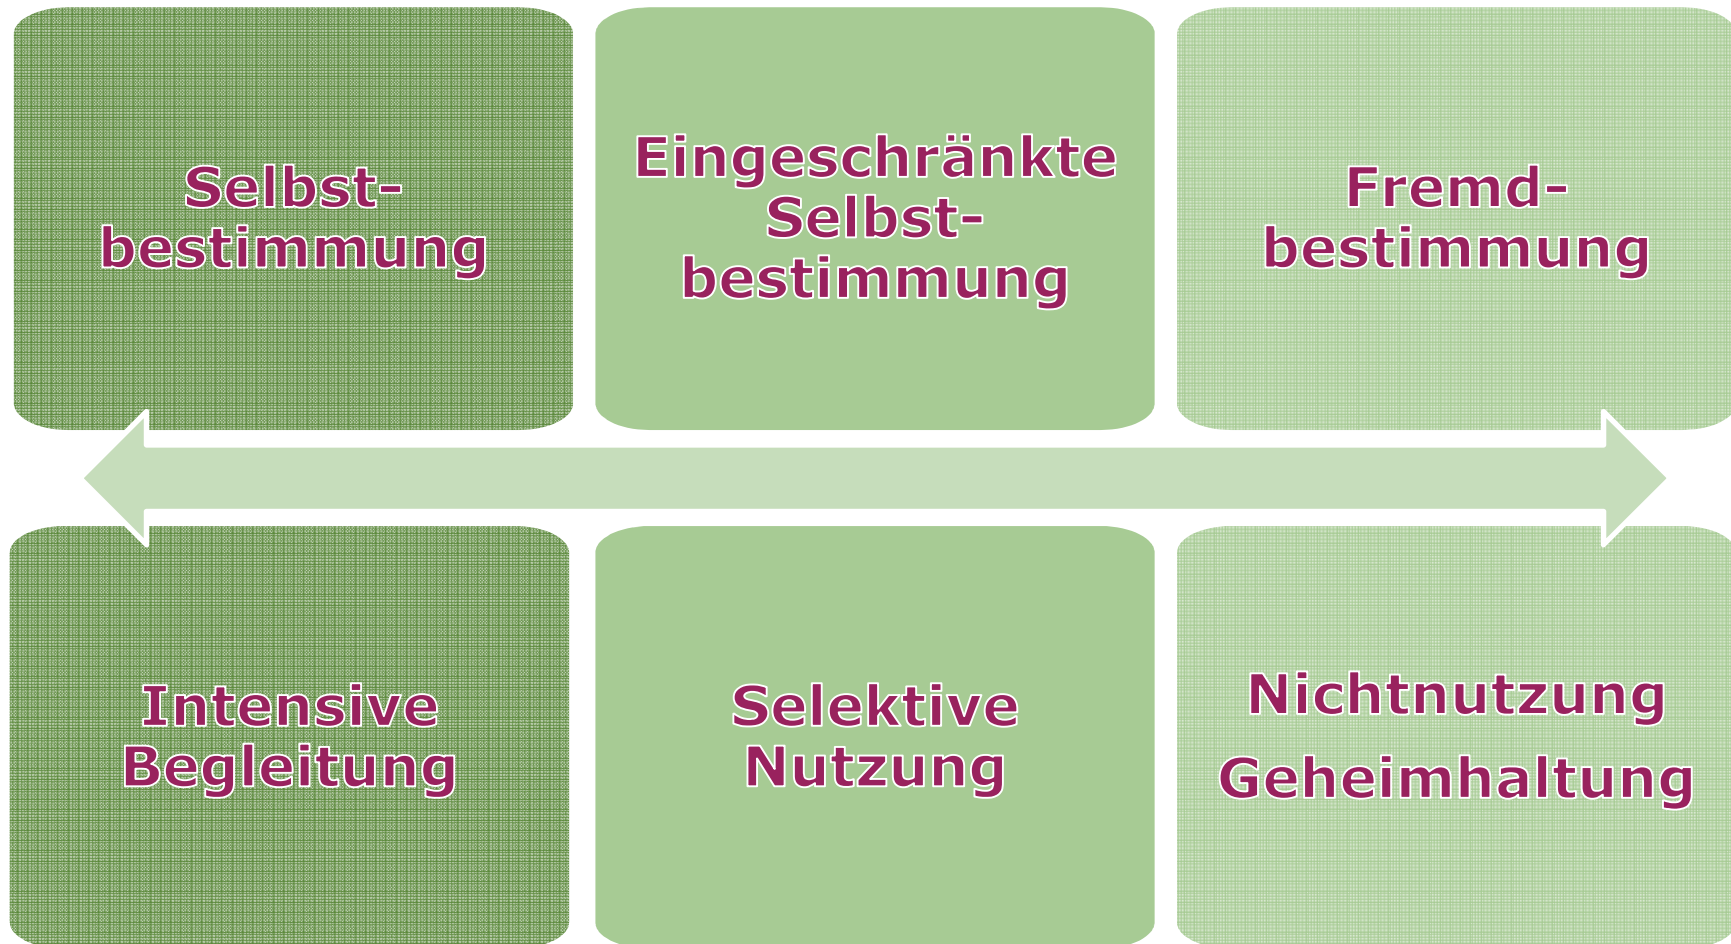 Selbst-
bestimmung
Eingeschränkte
Selbst-
bestimmung
Fremd-
bestimmung
Intensive
Begleitung
Selektive
Nutzung
Nichtnutzung
Geheimhaltung